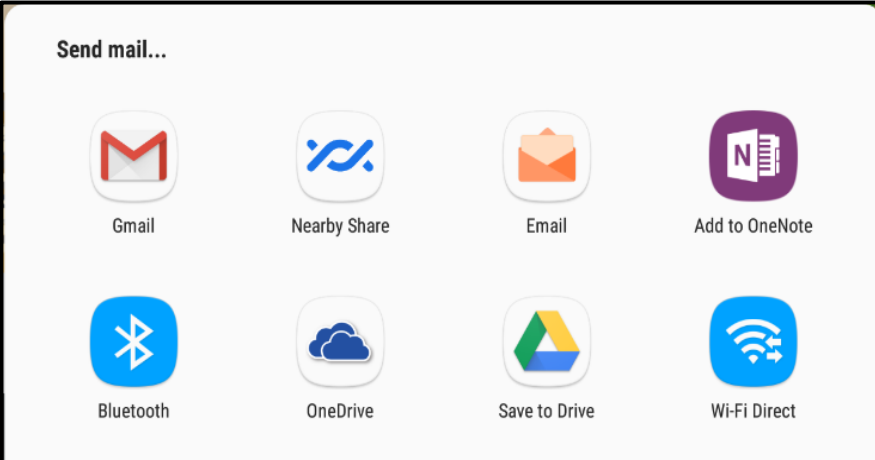 Send mail...
Gmail
Nearby Share
Email
N
Add to OneNote
Bluetooth
OneDrive
Save to Drive
Wi-Fi Direct